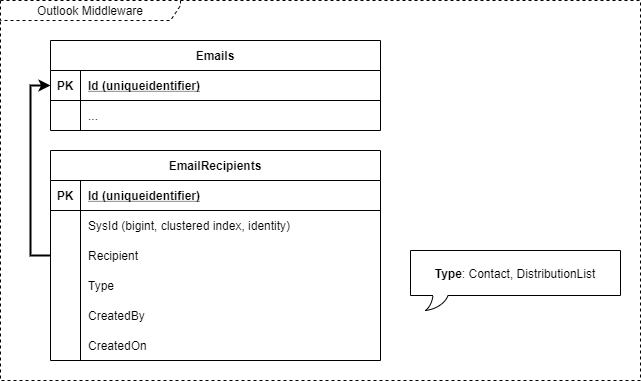 Outlook Middleware
Emails
PK Id (uniqueidentifier)
...
EmailRecipients
PK Id (uniqueidentifier)
SysId (bigint, clustered index, identity)
Recipient
Type: Contact, DistributionList
Type
CreatedBy
CreatedOn